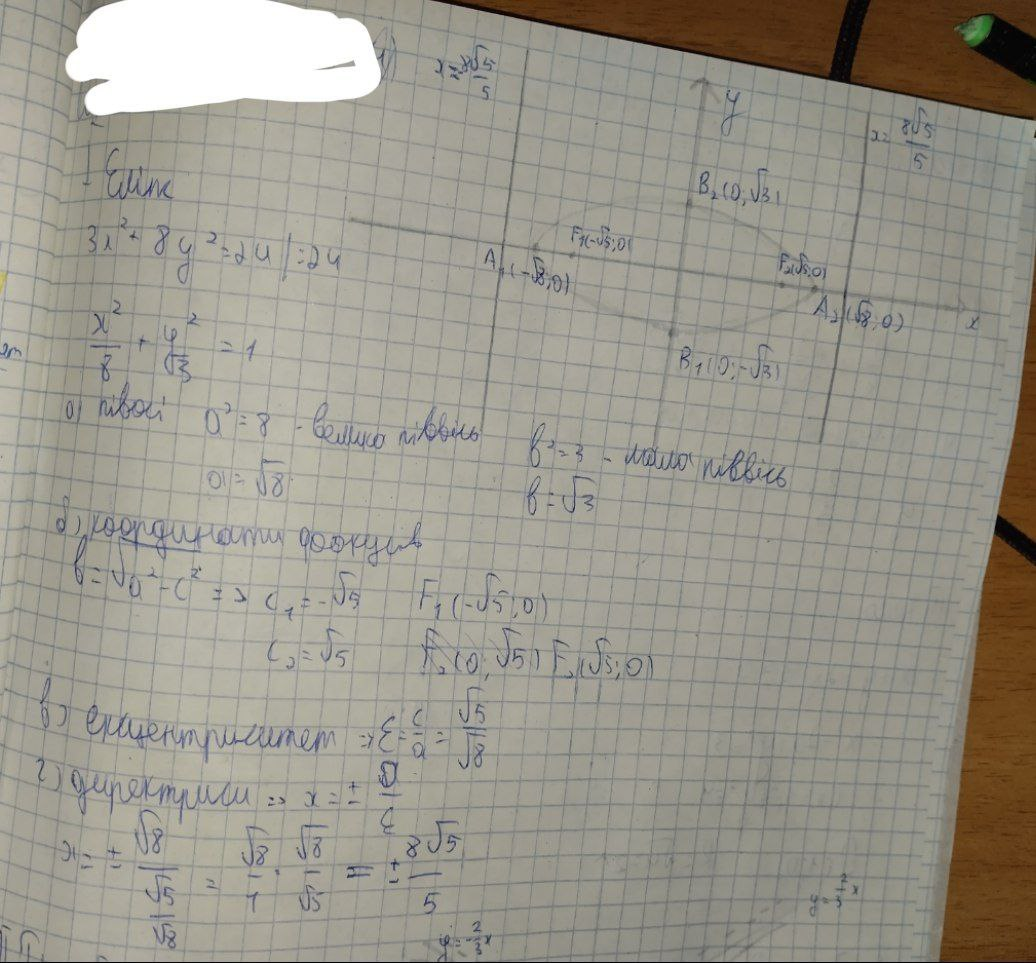 x=-8√5/5
y
x=8√5/5
B₂(0;√3)
F₁(-√5;0)
F₂(√5;0)
A₁(-√8;0)
A₂(√8;0)
x
B₁(0;-√3)
1 Еліпс
3x²+8y²=24 |:24
x²/8 + y²/√3 = 1
а) півосі a²=8 - велика піввісь
a=√8
b²=3 - мала піввісь
b=√3
б) координати фокусів
b=√a²-c² => c₁=-√5 F₁(-√5;0)
c₂=√5 F₂(0;√5) F₂(√5;0)
в) ексцентриситет => ε=c/a=√5/√8
г) директриси => x=± a/ε
x=± √8/(√5/√8) = √8/1 · √8/√5 = ± 8√5/5
y=-2/3x
y=2/3x